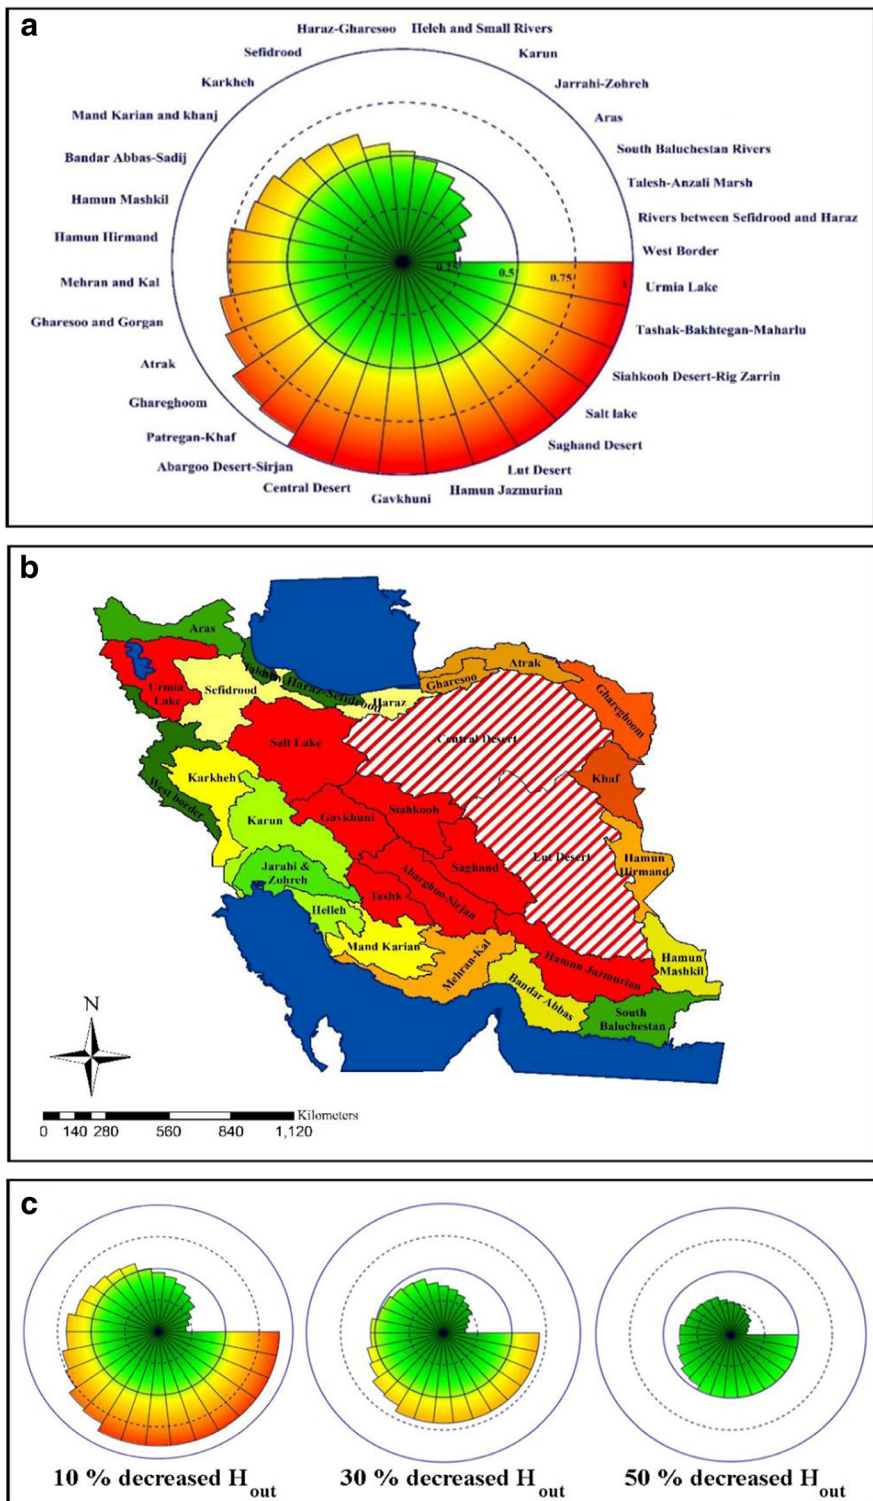 a
Haraz-Gharesoo
Heleh and Small Rivers
Sefidrood
Karun
Karkheh
Jarrahi-Zohreh
Mand Karian and khanj
Aras
Bandar Abbas-Sadij
South Baluchestan Rivers
Hamun Mashkil
Talesh-Anzali Marsh
Hamun Hirmand
Rivers between Sefidrood and Haraz
West Border
Mehran and Kal
Urmia Lake
0.25
0.5
0.75
1
Gharesoo and Gorgan
Tashak-Bakhtegan-Maharlu
Atrak
Siahkooh Desert-Rig Zarrin
Ghareghoom
Salt lake
Patregan-Khaf
Saghand Desert
Abargoo Desert-Sirjan
Lut Desert
Central Desert
Hamun Jazmurian
Gavkhuni
b
Aras
Urmia
Lake
Sefidrood
Haraz-Sefidrood
Haraz
Gharesoo
Atrak
Ghareghoom
Salt Lake
Central Desert
Khaf
West border
Karkheh
Karun
Gavkhuni
Siahkooh
Saghand
Lut Desert
Hamun
Hirmand
Jarahi &
Zohreh
Helleh
Tashk
Abarghoo-Sirjan
Mand Karian
Mehran-Kal
Bandar Abbas
Hamun Jazmurian
Hamun
Mashkil
South
Baluchestan
N
Kilometers
0 140 280 560 840 1,120
c
10 % decreased Hout
30 % decreased Hout
50 % decreased Hout